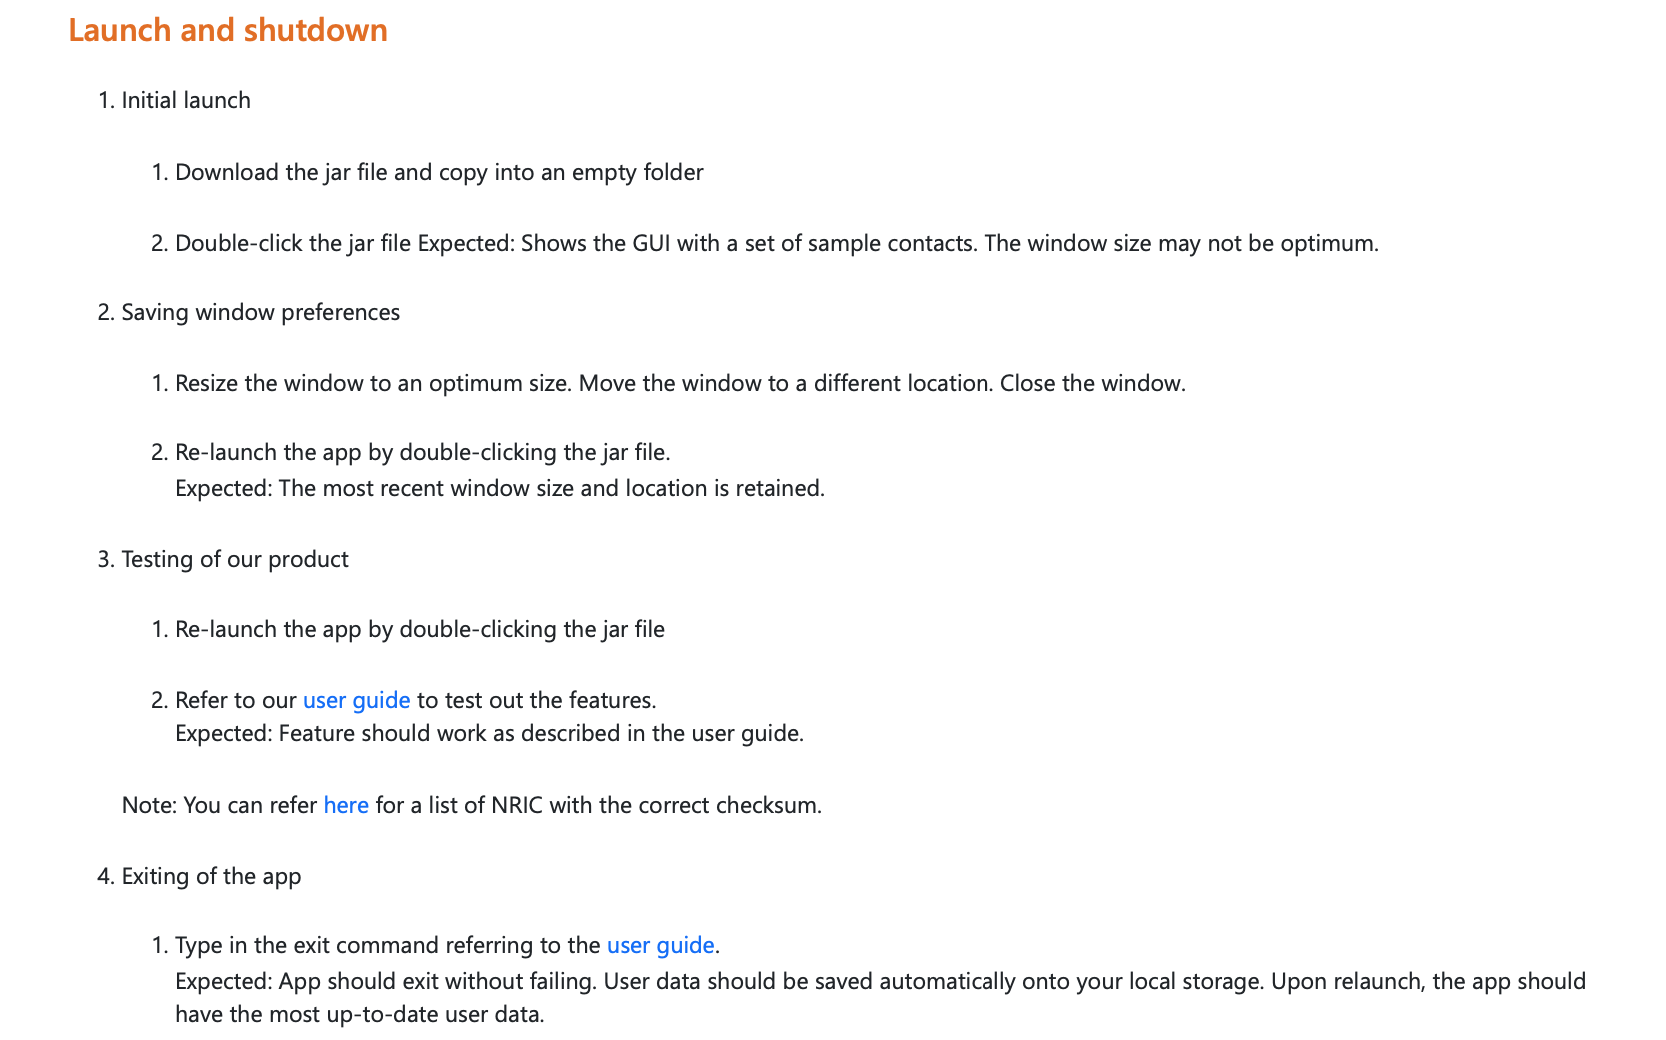 Launch and shutdown
1. Initial launch
1. Download the jar file and copy into an empty folder
2. Double-click the jar file Expected: Shows the GUI with a set of sample contacts. The window size may not be optimum.
2. Saving window preferences
1. Resize the window to an optimum size. Move the window to a different location. Close the window.
2. Re-launch the app by double-clicking the jar file.
Expected: The most recent window size and location is retained.
3. Testing of our product
1. Re-launch the app by double-clicking the jar file
2. Refer to our user guide to test out the features.
Expected: Feature should work as described in the user guide.
Note: You can refer here for a list of NRIC with the correct checksum.
4. Exiting of the app
1. Type in the exit command referring to the user guide.
Expected: App should exit without failing. User data should be saved automatically onto your local storage. Upon relaunch, the app should
have the most up-to-date user data.